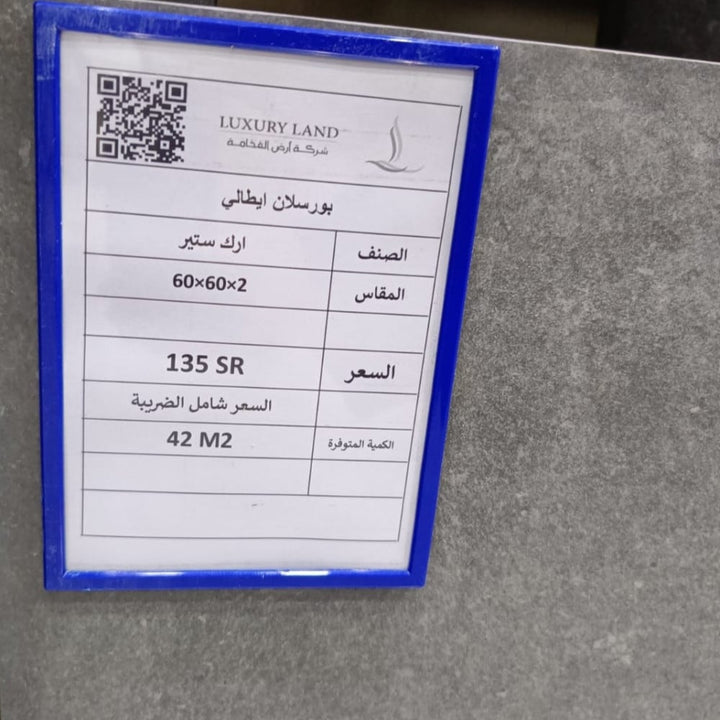 LUXURY LAND
شركة أرض الفخامة
بورسلان ايطالي
الصنف ارك ستير
المقاس 60×60×2
السعر 135 SR
السعر شامل الضريبة
الكمية المتوفرة 42 M2